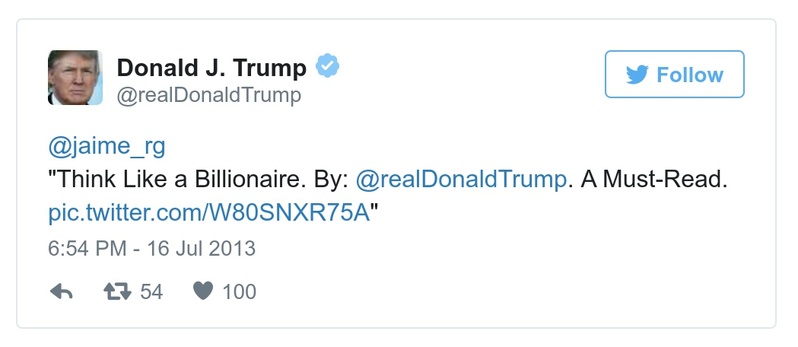 Donald J. Trump
@realDonaldTrump
Follow
@jaime_rg
"Think Like a Billionaire. By: @realDonaldTrump. A Must-Read.
pic.twitter.com/W80SNXR75A"
6:54 PM - 16 Jul 2013
54 100